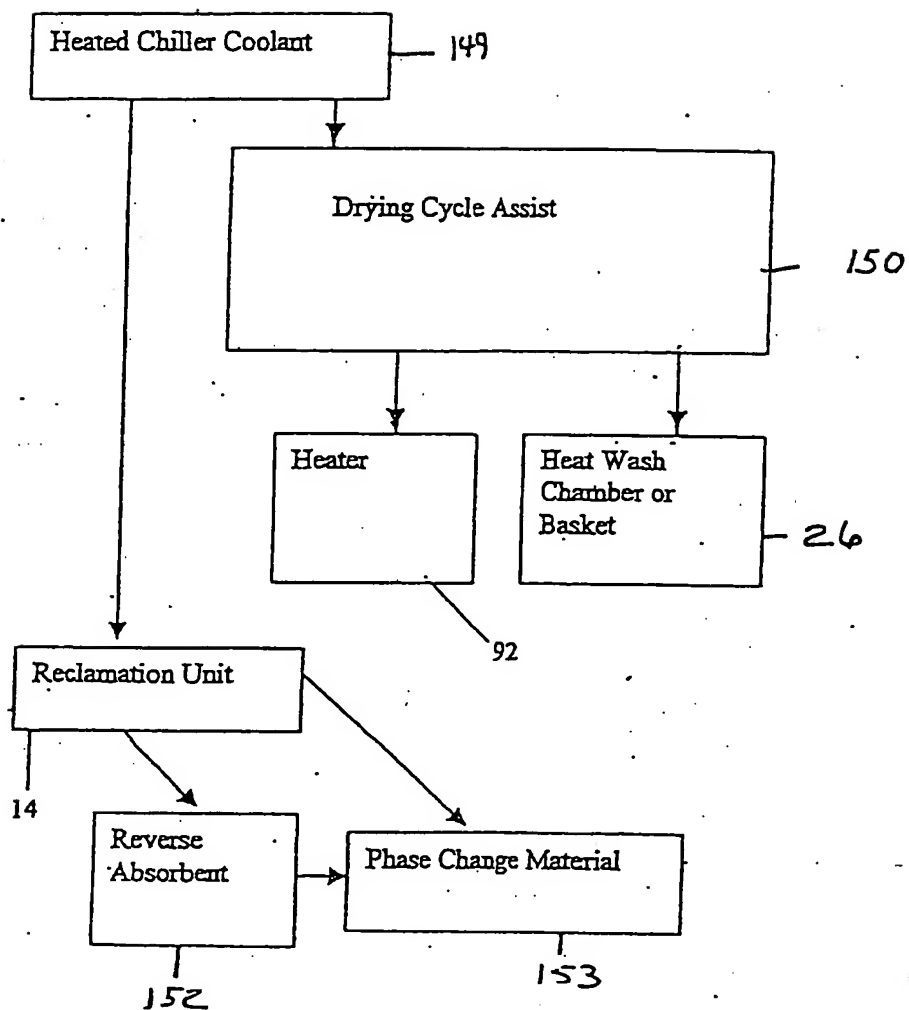 Heated Chiller Coolant
149
Drying Cycle Assist
150
Heater
Heat Wash
Chamber or
Basket
26
92
Reclamation Unit
14
Reverse
Absorbent
Phase Change Material
152
153